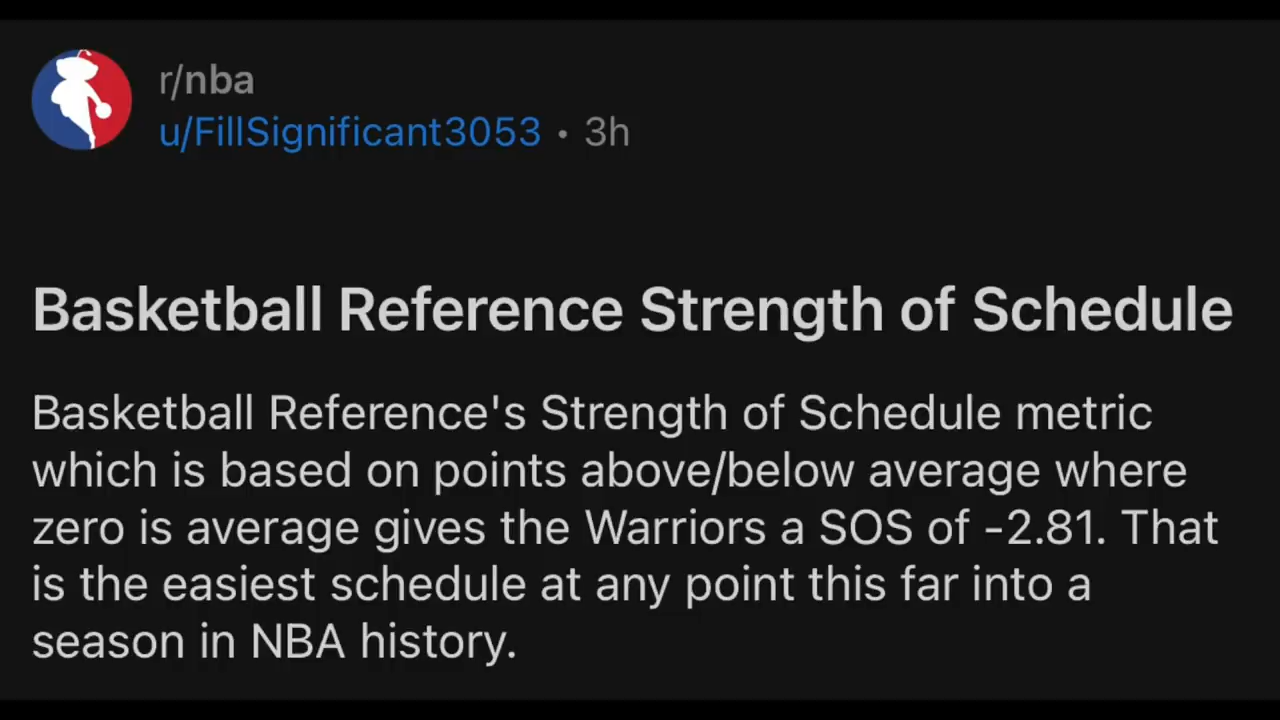 r/nba
u/FillSignificant3053 • 3h
Basketball Reference Strength of Schedule
Basketball Reference's Strength of Schedule metric
which is based on points above/below average where
zero is average gives the Warriors a SOS of -2.81. That
is the easiest schedule at any point this far into a
season in NBA history.